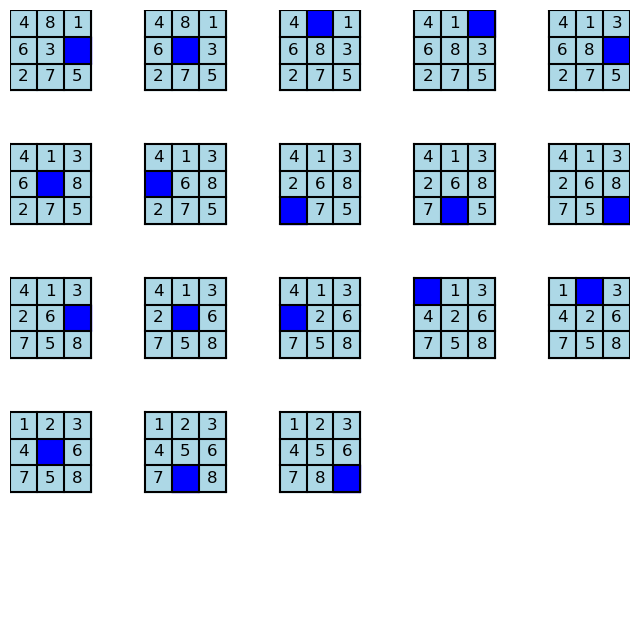 4 8 1 4 8 1 4 1 4 1 4 1 3
6 3 6 3 6 8 3 6 8 3 6 8
2 7 5 2 7 5 2 7 5 2 7 5 2 7 5
4 1 3 4 1 3 4 1 3 4 1 3 4 1 3
6 8 6 8 2 6 8 2 6 8 2 6 8
2 7 5 2 7 5 7 5 7 5 7 5
4 1 3 4 1 3 4 1 3 1 3 1 3
2 6 2 6 2 6 4 2 6 4 2 6
7 5 8 7 5 8 7 5 8 7 5 8 7 5 8
1 2 3 1 2 3 1 2 3
4 6 4 5 6 4 5 6
7 5 8 7 8 7 8